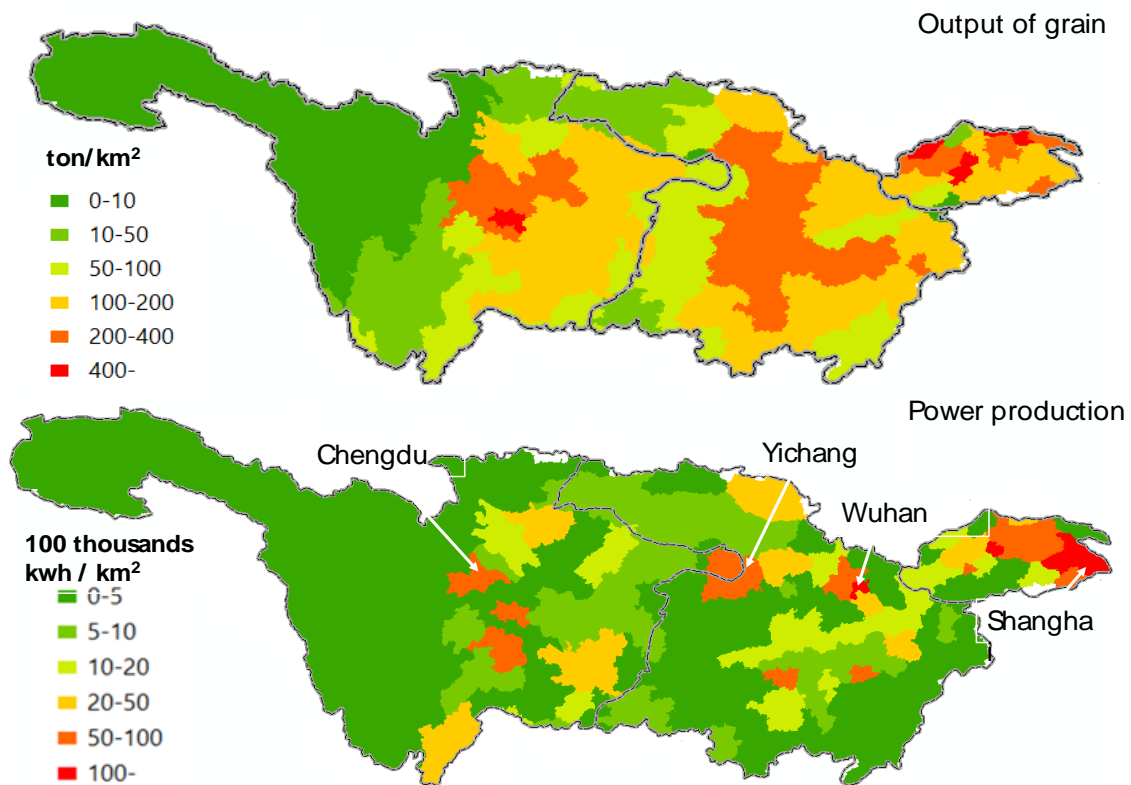 Output of grain
ton/km²
0-10
10-50
50-100
100-200
200-400
400-
Power production
Chengdu
Yichang
Wuhan
Shangha
i
100 thousands
kwh / km²
0-5
5-10
10-20
20-50
50-100
100-